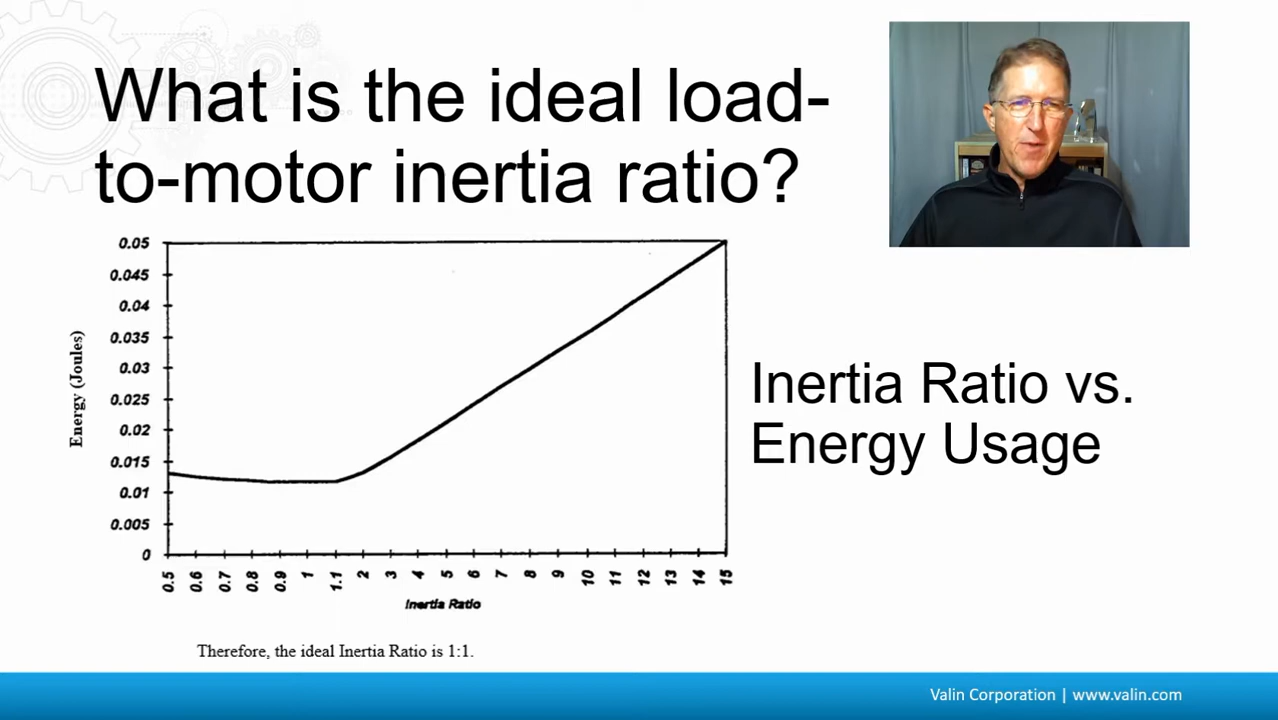 What is the ideal load-
to-motor inertia ratio?
0.05
0.045
0.04
0.035
0.03
0.025
0.02
0.015
0.01
0.005
0
Energy (Joules)
0.5 0.6 0.7 0.8 0.9 1 1.1 2 3 4 5 6 7 8 9 10 11 12 13 14 15
Inertia Ratio
Inertia Ratio vs.
Energy Usage
Therefore, the ideal Inertia Ratio is 1:1.
Valin Corporation | www.valin.com